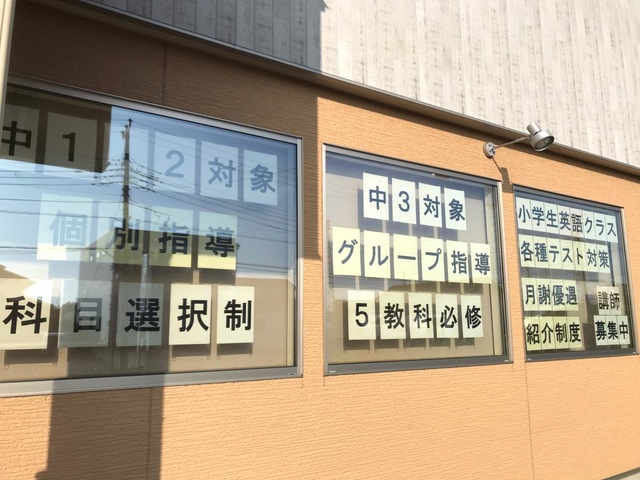 中1 2対象
個別指導
科目選択制
中3対象
グループ指導
5教科必修
小学生英語クラス
各種テスト対策
月謝優遇
紹介制度
講師
募集中